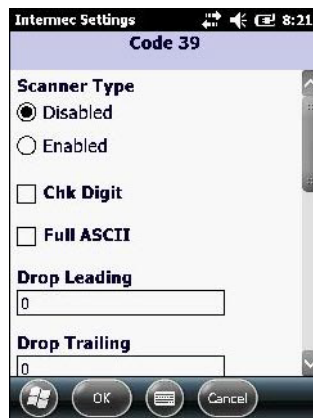 Intermec Settings 8:21
Code 39
Scanner Type
Disabled
Enabled
Chk Digit
Full ASCII
Drop Leading
0
Drop Trailing
0
OK Cancel